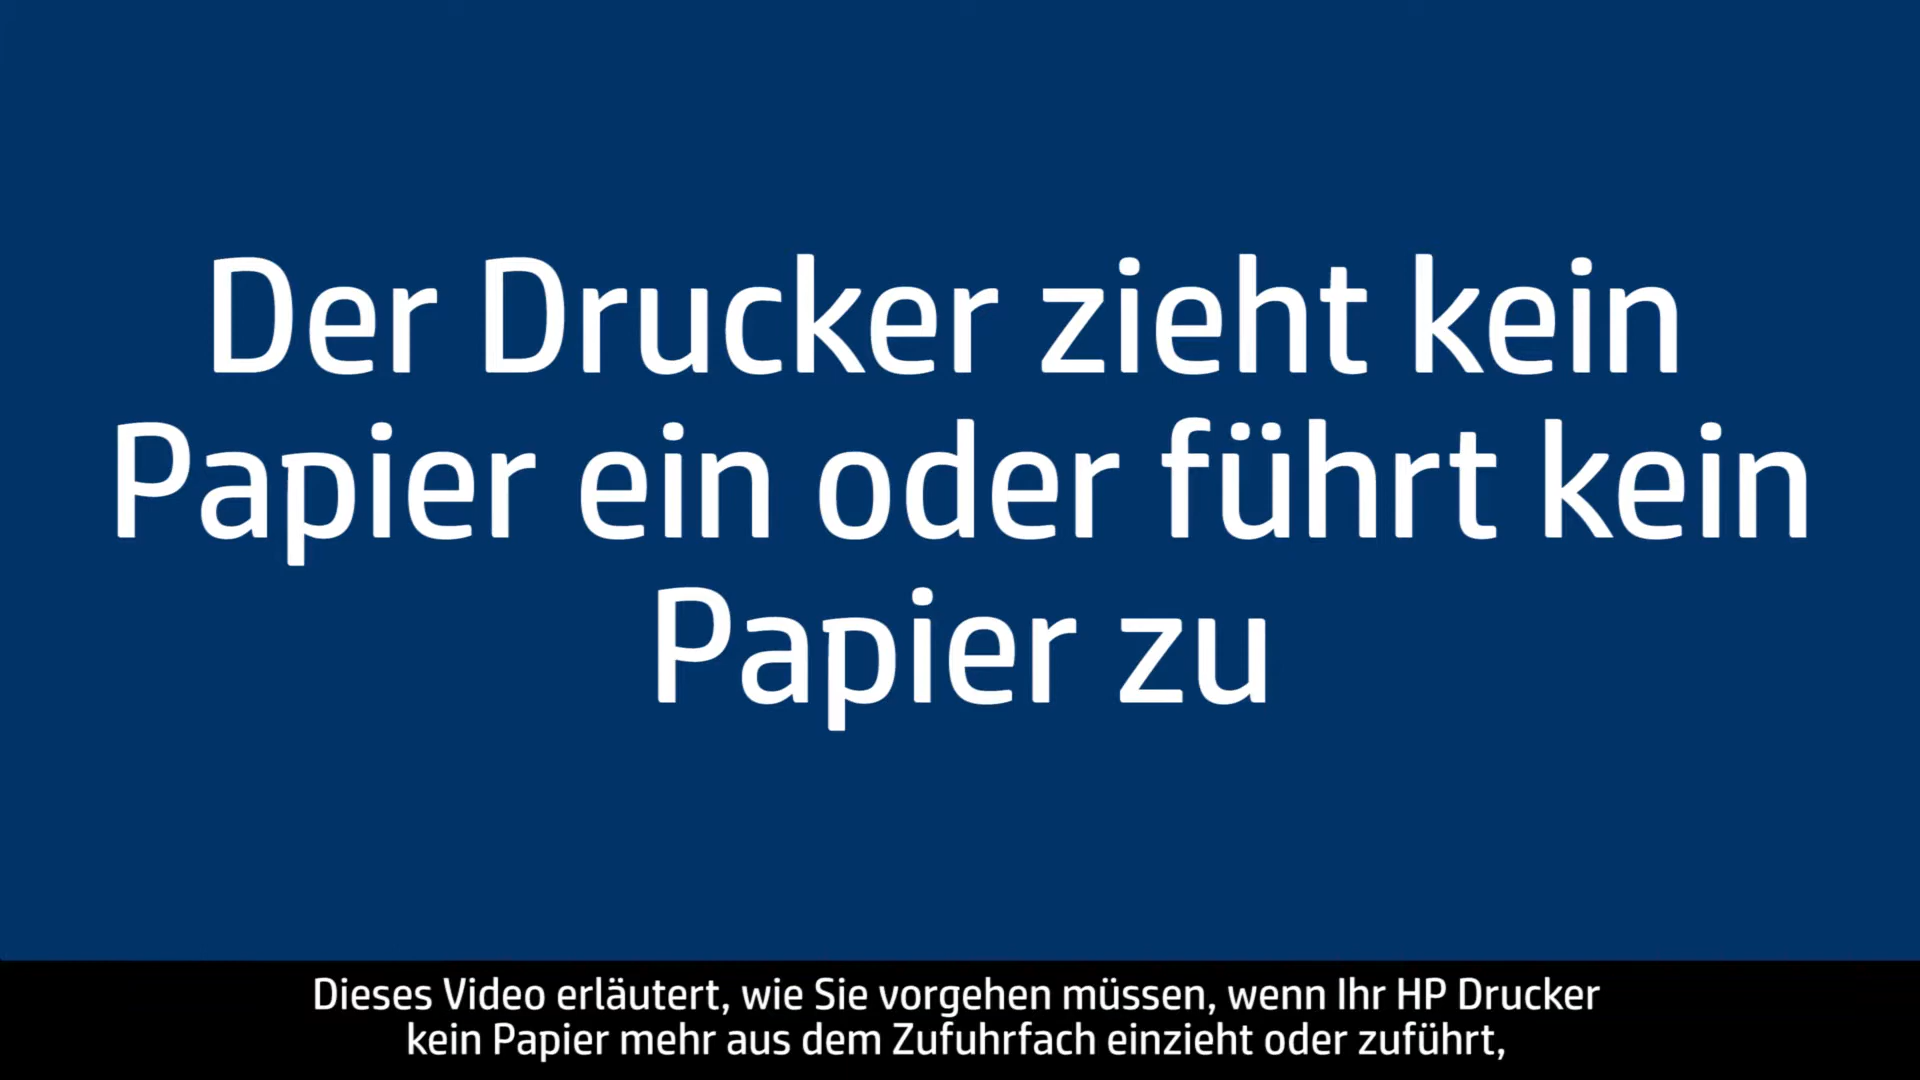 Der Drucker zieht kein
Papier ein oder führt kein
Papier zu
Dieses Video erläutert, wie Sie vorgehen müssen, wenn Ihr HP Drucker
kein Papier mehr aus dem Zufuhrfach einzieht oder zuführt,